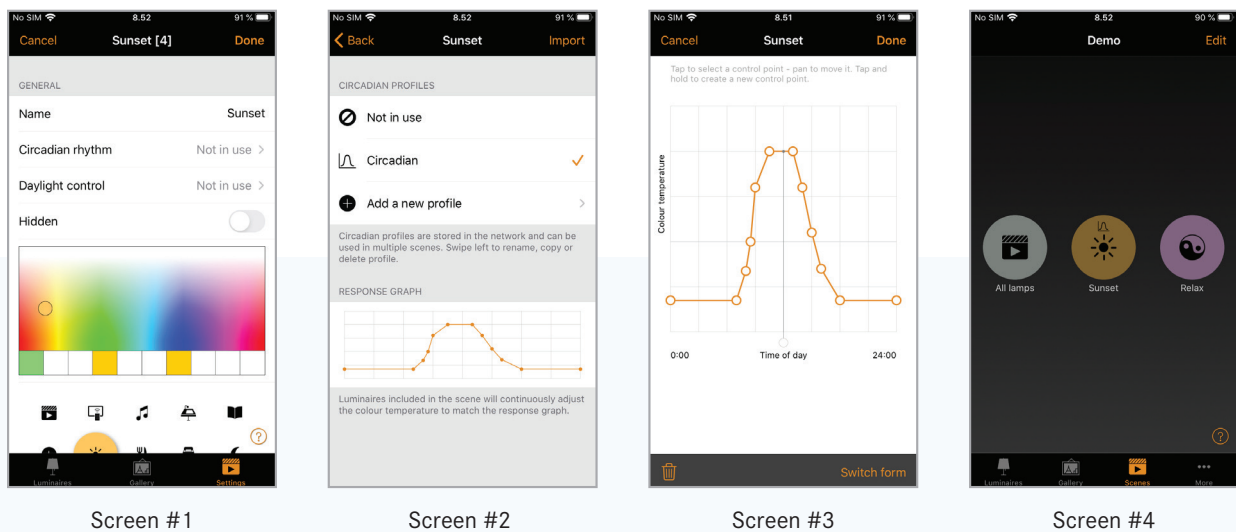 No SIM 8.52 91 %
Cancel Sunset [4] Done
GENERAL
Name Sunset
Circadian rhythm Not in use >
Daylight control Not in use >
Hidden
?
Luminaires Gallery Settings
Screen #1
No SIM 8.52 91 %
Back Sunset Import
CIRCADIAN PROFILES
Not in use
Circadian
Add a new profile
Circadian profiles are stored in the network and can be
used in multiple scenes. Swipe left to rename, copy or
delete profile.
RESPONSE GRAPH
Luminaires included in the scene will continuously adjust
the colour temperature to match the response graph.
Screen #2
No SIM 8.51 91 %
Cancel Sunset Done
Tap to select a control point - pan to move it. Tap and
hold to create a new control point.
Colour temperature
0:00 Time of day 24:00
Switch form
Screen #3
No SIM 8.52 90 %
Demo Edit
All lamps Sunset Relax
?
Luminaires Gallery Scenes More
Screen #4